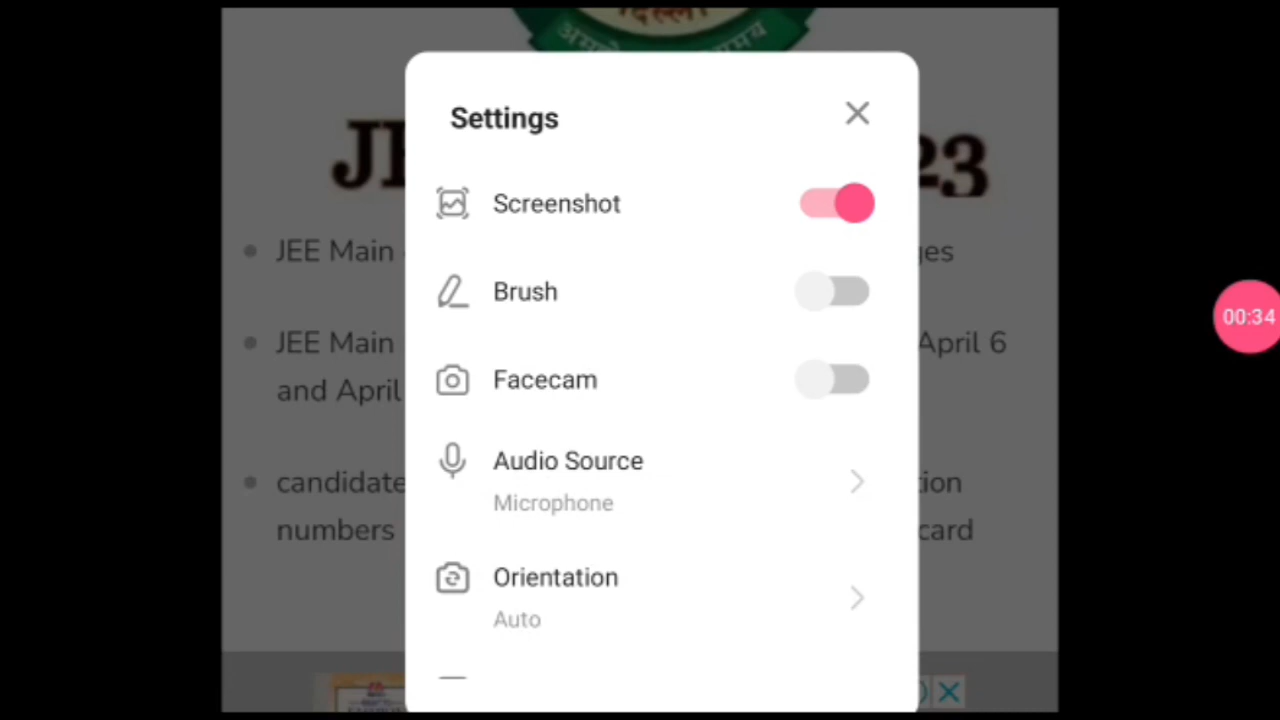 दिल्ली
Settings
23
Screenshot
JEE Main
Brush
JEE Main
April 6
and April
Facecam
Audio Source
candidate
Microphone
numbers
card
Orientation
Auto
00:34